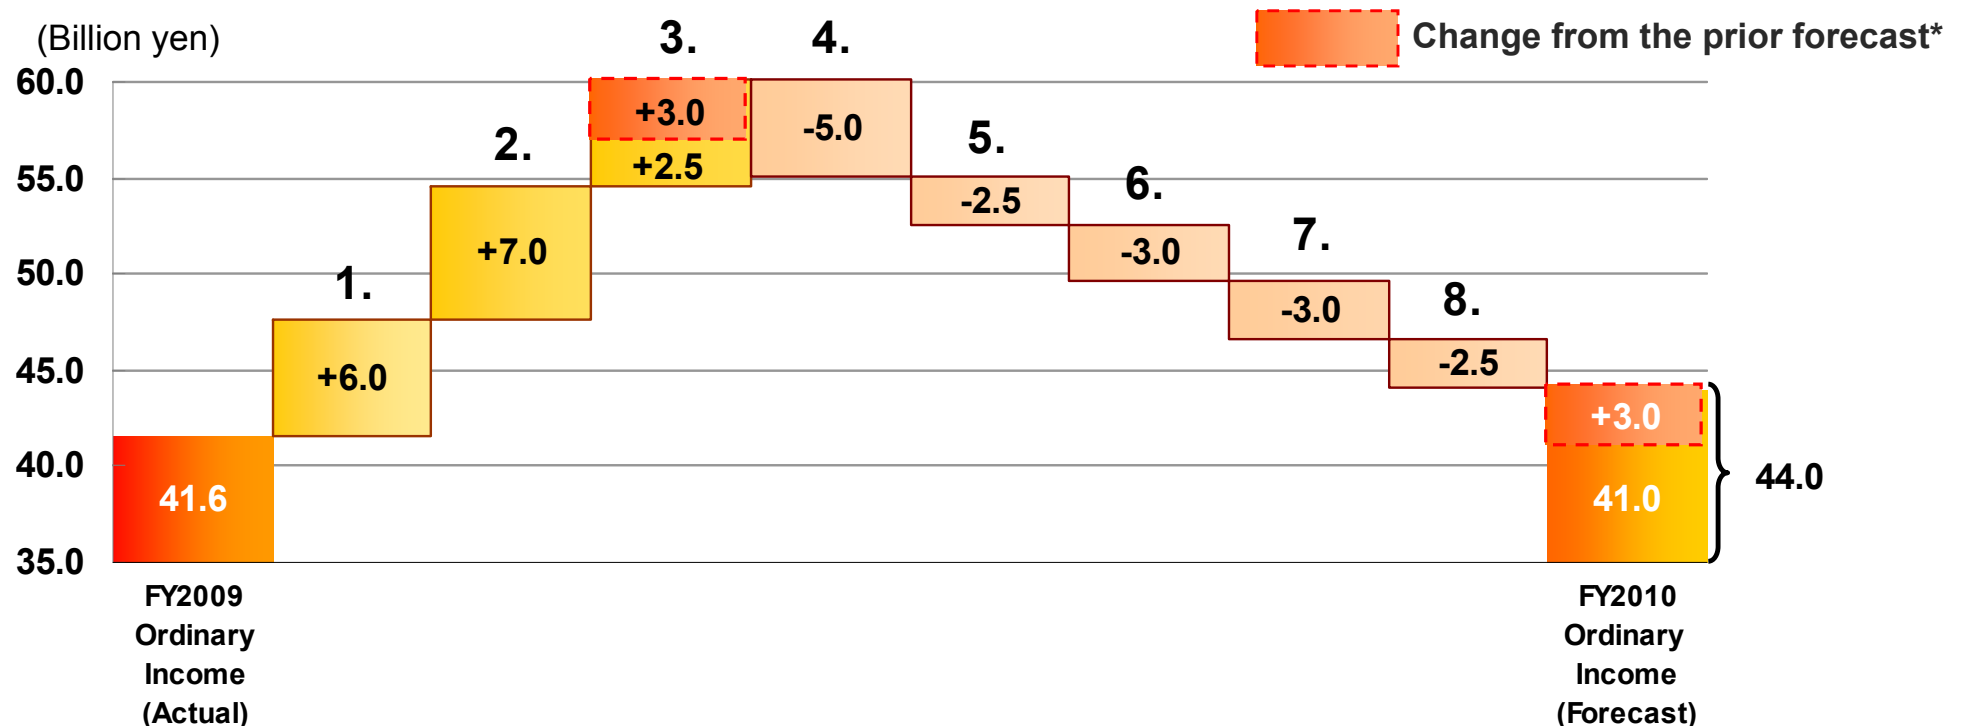 (Billion yen)
Change from the prior forecast*
60.0
55.0
50.0
45.0
40.0
35.0
1.
2.
3.
4.
5.
6.
7.
8.
41.6
+6.0
+7.0
+3.0
+2.5
-5.0
-2.5
-3.0
-3.0
-2.5
+3.0
41.0
44.0
FY2009
Ordinary
Income
(Actual)
FY2010
Ordinary
Income
(Forecast)